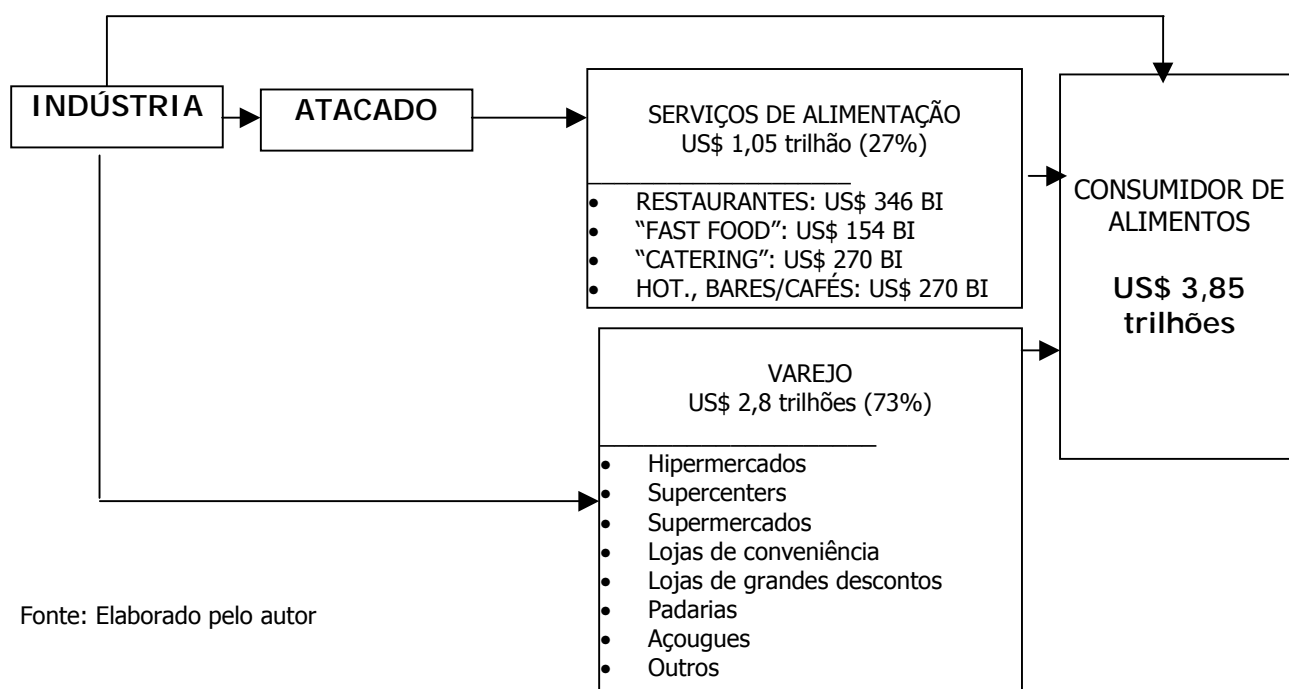 INDÚSTRIA
ATACADO
SERVIÇOS DE ALIMENTAÇÃO
US$ 1,05 trilhão (27%)
• RESTAURANTES: US$ 346 BI
• “FAST FOOD”: US$ 154 BI
• “CATERING”: US$ 270 BI
• HOT., BARES/CAFÉS: US$ 270 BI
CONSUMIDOR DE
ALIMENTOS
US$ 3,85
trilhões
VAREJO
US$ 2,8 trilhões (73%)
• Hipermercados
• Supercenters
• Supermercados
• Lojas de conveniência
• Lojas de grandes descontos
• Padarias
• Açougues
• Outros
Fonte: Elaborado pelo autor